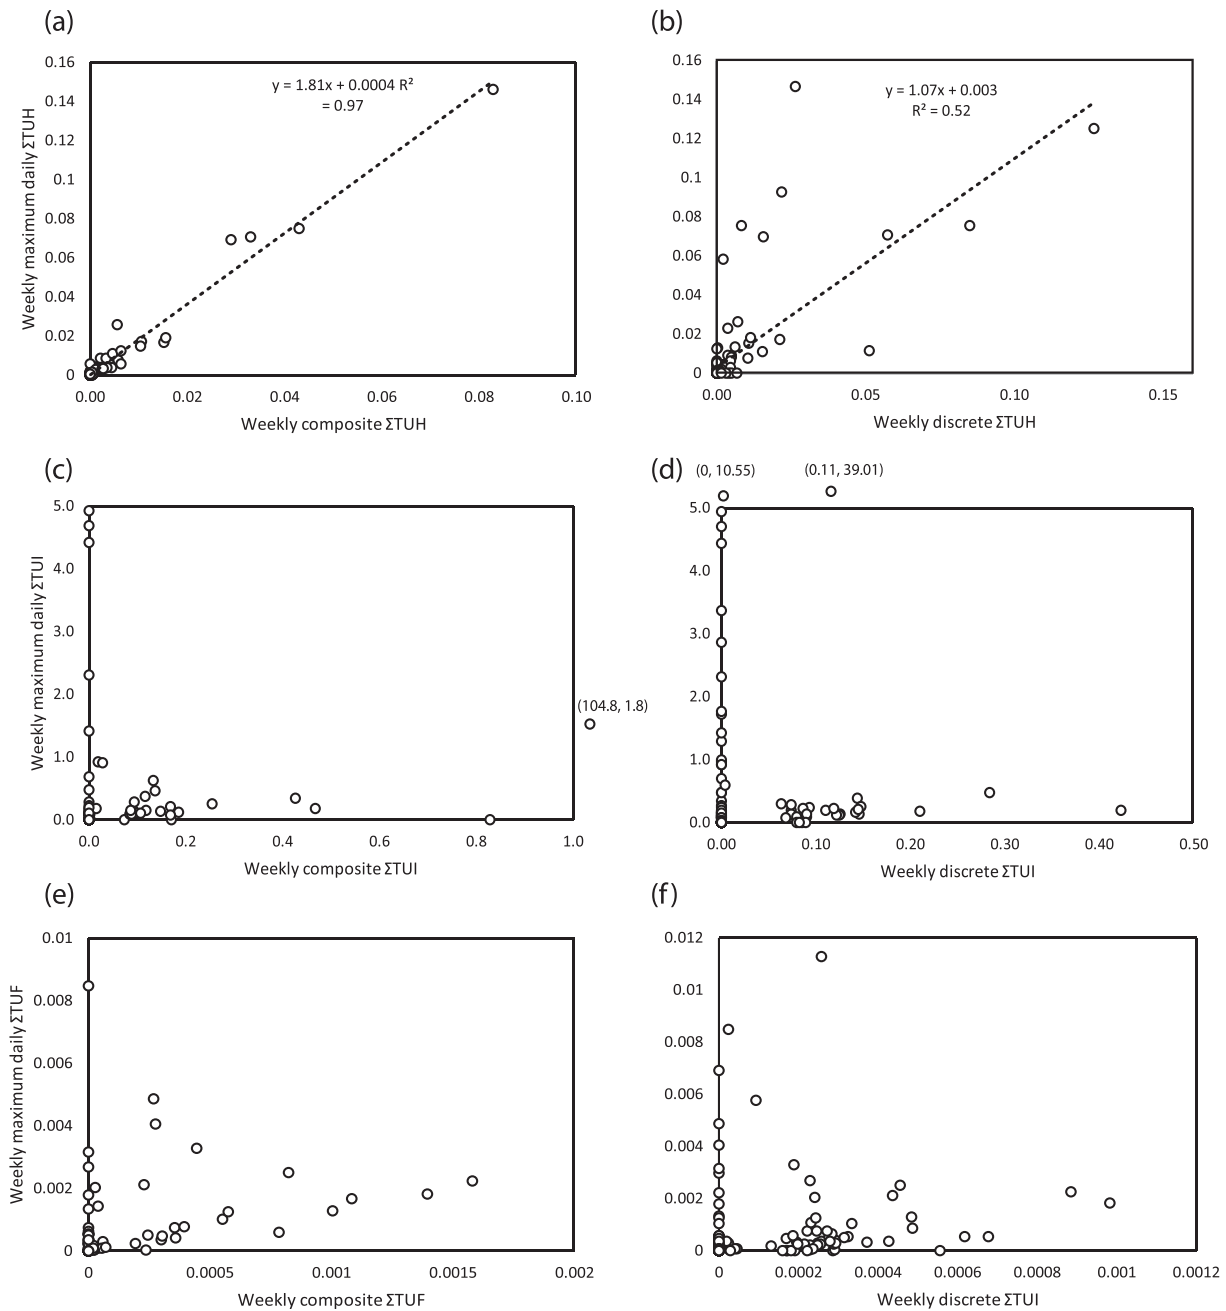 (a)
0.16
0.14
0.12
0.1
0.08
0.06
0.04
0.02
0
y = 1.81x + 0.0004 R²
= 0.97
Weekly maximum daily ΣTUH
0.00 0.02 0.04 0.06 0.08 0.10
Weekly composite ΣTUH
(b)
0.16
0.14
0.12
0.1
0.08
0.06
0.04
0.02
0
y = 1.07x + 0.003
R² = 0.52
0.00 0.05 0.10 0.15
Weekly discrete ΣTUH
(c)
5.0
4.0
3.0
2.0
1.0
0.0
Weekly maximum daily ΣTUI
(104.8, 1.8)
0.0 0.2 0.4 0.6 0.8 1.0
Weekly composite ΣTUI
(d)
(0, 10.55) (0.11, 39.01)
5.0
4.0
3.0
2.0
1.0
0.0
0.00 0.10 0.20 0.30 0.40 0.50
Weekly discrete ΣTUI
(e)
0.01
0.008
0.006
0.004
0.002
0
Weekly maximum daily ΣTUF
0 0.0005 0.001 0.0015 0.002
Weekly composite ΣTUF
(f)
0.012
0.01
0.008
0.006
0.004
0.002
0
0 0.0002 0.0004 0.0006 0.0008 0.001 0.0012
Weekly discrete ΣTUI